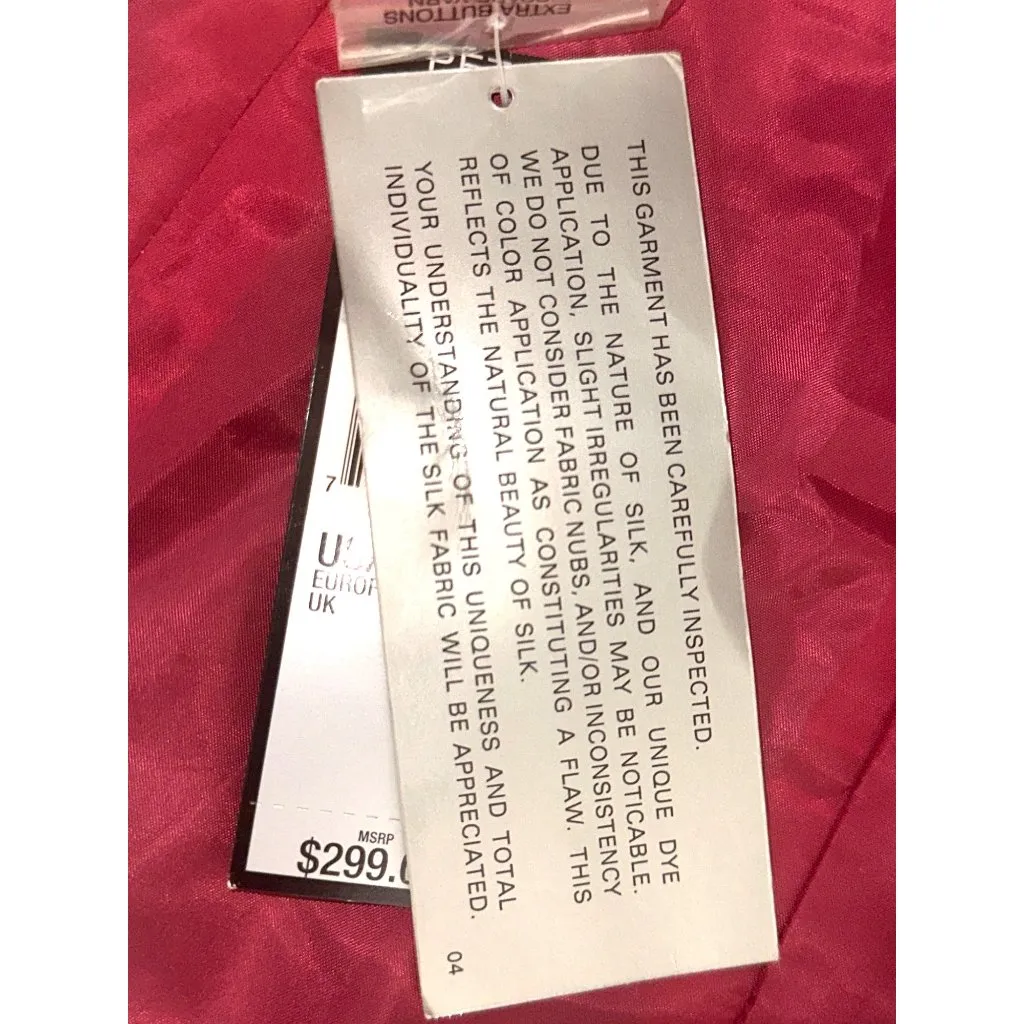 EXTRA BUTTONS
THIS GARMENT HAS BEEN CAREFULLY INSPECTED.
DUE TO THE NATURE OF SILK, AND OUR UNIQUE DYE
APPLICATION, SLIGHT IRREGULARITIES MAY BE NOTICABLE.
WE DO NOT CONSIDER FABRIC NUBS, AND/OR INCONSISTENCY
OF COLOR APPLICATION AS CONSTITUTING A FLAW. THIS
REFLECTS THE NATURAL BEAUTY OF SILK.
YOUR UNDERSTANDING OF THIS UNIQUENESS AND TOTAL
INDIVIDUALITY OF THE SILK FABRIC WILL BE APPRECIATED.
04
7
UK
MSRP
$299.